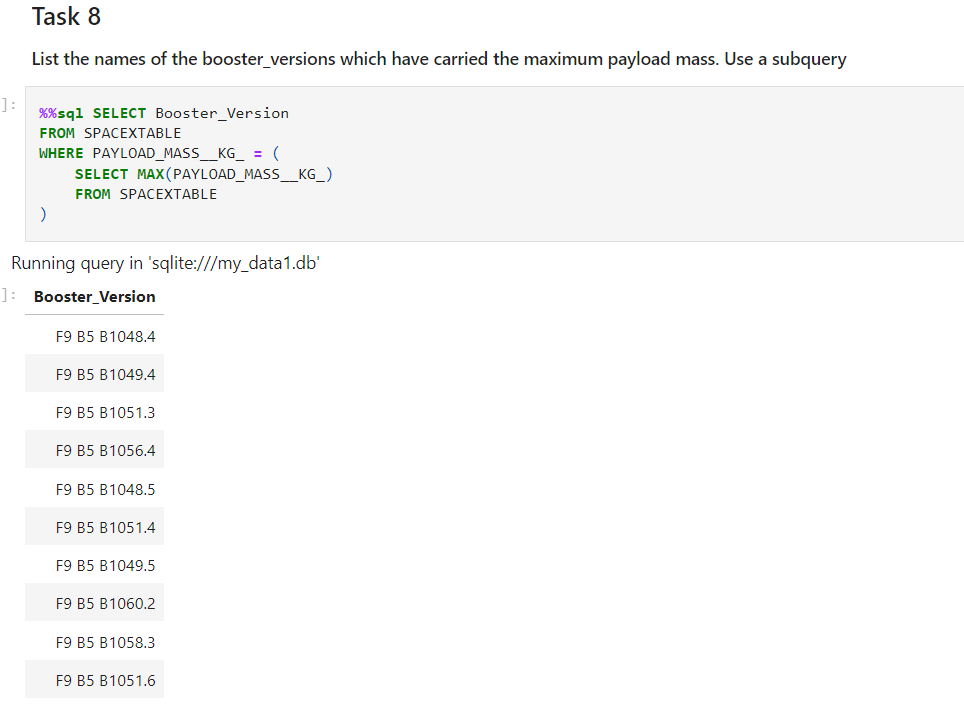 Task 8
List the names of the booster_versions which have carried the maximum payload mass. Use a subquery
]:
%%sql SELECT Booster_Version
FROM SPACEXTABLE
WHERE PAYLOAD_MASS__KG_ = (
SELECT MAX(PAYLOAD_MASS__KG_)
FROM SPACEXTABLE
)
Running query in 'sqlite:///my_data1.db'
]:
Booster_Version
F9 B5 B1048.4
F9 B5 B1049.4
F9 B5 B1051.3
F9 B5 B1056.4
F9 B5 B1048.5
F9 B5 B1051.4
F9 B5 B1049.5
F9 B5 B1060.2
F9 B5 B1058.3
F9 B5 B1051.6